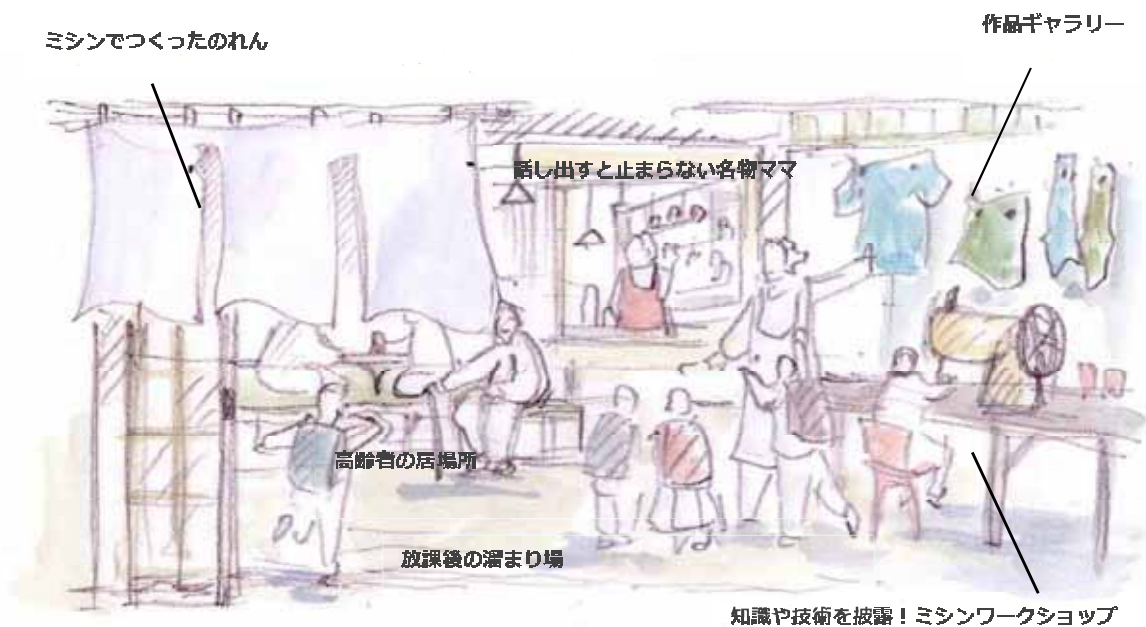 作品ギャラリー
ミシンでつくったのれん
話し出すと止まらない名物ママ
高齢者の居場所
放課後の溜まり場
知識や技術を披露！ミシンワークショップ